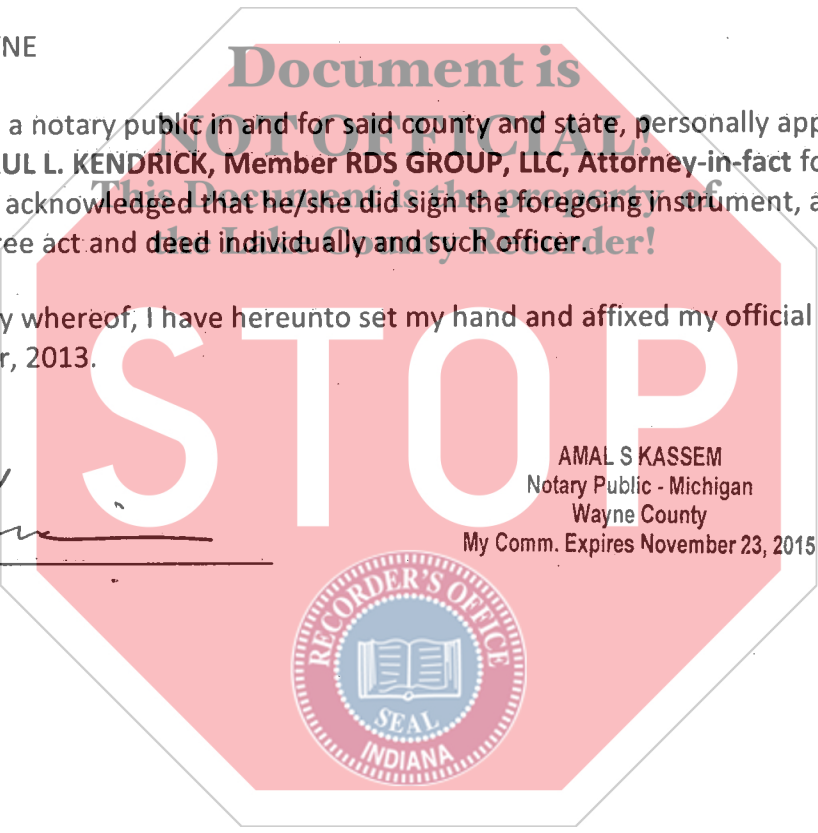 NE
Document is
NOT OFFICIAL!
a notary public in and for said county and state, personally app
UL L. KENDRICK, Member RDS GROUP, LLC, Attorney-in-fact fo
This Document is the property of
acknowledged that he/she did sign the foregoing instrument, a
the Lake County Recorder!
ree act and deed individually and such officer.
y whereof, I have hereunto set my hand and affixed my official
r, 2013.
STOP
AMAL S KASSEM
Notary Public - Michigan
Wayne County
My Comm. Expires November 23, 2015
RECORDER'S OFFICE
SEAL
INDIANA